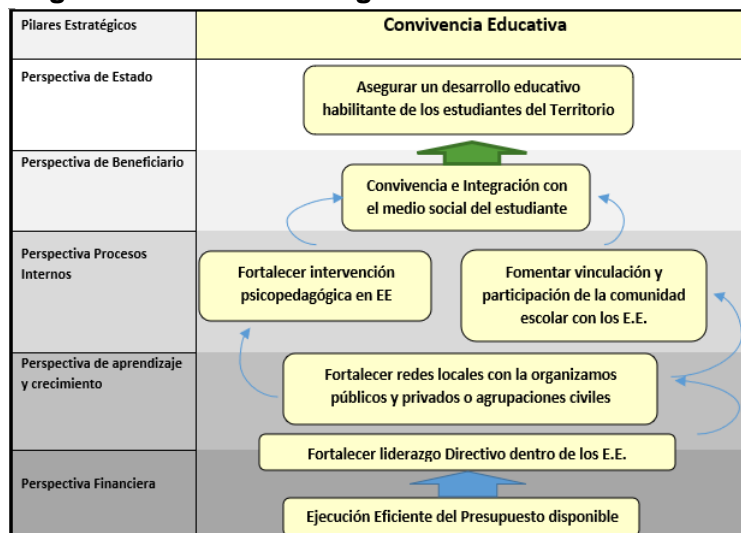 Pilares Estratégicos
Convivencia Educativa
Perspectiva de Estado
Asegurar un desarrollo educativo
habilitante de los estudiantes del Territorio
Perspectiva de Beneficiario
Convivencia e Integración con
el medio social del estudiante
Perspectiva Procesos
Internos
Fortalecer intervención
psicopedagógica en EE
Fomentar vinculación y
participación de la comunidad
escolar con los E.E.
Perspectiva de aprendizaje
y crecimiento
Fortalecer redes locales con la organizamos
públicos y privados o agrupaciones civiles
Fortalecer liderazgo Directivo dentro de los E.E.
Perspectiva Financiera
Ejecución Eficiente del Presupuesto disponible